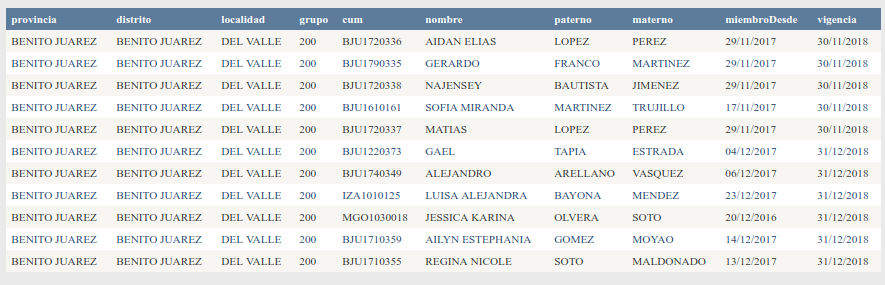 provincia distrito localidad grupo cum nombre paterno materno miembroDesde vigencia
BENITO JUAREZ BENITO JUAREZ DEL VALLE 200 BJU1720336 AIDAN ELIAS LOPEZ PEREZ 29/11/2017 30/11/2018
BENITO JUAREZ BENITO JUAREZ DEL VALLE 200 BJU1790335 GERARDO FRANCO MARTINEZ 29/11/2017 30/11/2018
BENITO JUAREZ BENITO JUAREZ DEL VALLE 200 BJU1720338 NAJENSEY BAUTISTA JIMENEZ 29/11/2017 30/11/2018
BENITO JUAREZ BENITO JUAREZ DEL VALLE 200 BJU1610161 SOFIA MIRANDA MARTINEZ TRUJILLO 17/11/2017 30/11/2018
BENITO JUAREZ BENITO JUAREZ DEL VALLE 200 BJU1720337 MATIAS LOPEZ PEREZ 29/11/2017 30/11/2018
BENITO JUAREZ BENITO JUAREZ DEL VALLE 200 BJU1220373 GAEL TAPIA ESTRADA 04/12/2017 31/12/2018
BENITO JUAREZ BENITO JUAREZ DEL VALLE 200 BJU1740349 ALEJANDRO ARELLANO VASQUEZ 06/12/2017 31/12/2018
BENITO JUAREZ BENITO JUAREZ DEL VALLE 200 IZA1010125 LUISA ALEJANDRA BAYONA MENDEZ 23/12/2017 31/12/2018
BENITO JUAREZ BENITO JUAREZ DEL VALLE 200 MGO1030018 JESSICA KARINA OLVERA SOTO 20/12/2016 31/12/2018
BENITO JUAREZ BENITO JUAREZ DEL VALLE 200 BJU1710359 AILYN ESTEPHANIA GOMEZ MOYAO 14/12/2017 31/12/2018
BENITO JUAREZ BENITO JUAREZ DEL VALLE 200 BJU1710355 REGINA NICOLE SOTO MALDONADO 13/12/2017 31/12/2018